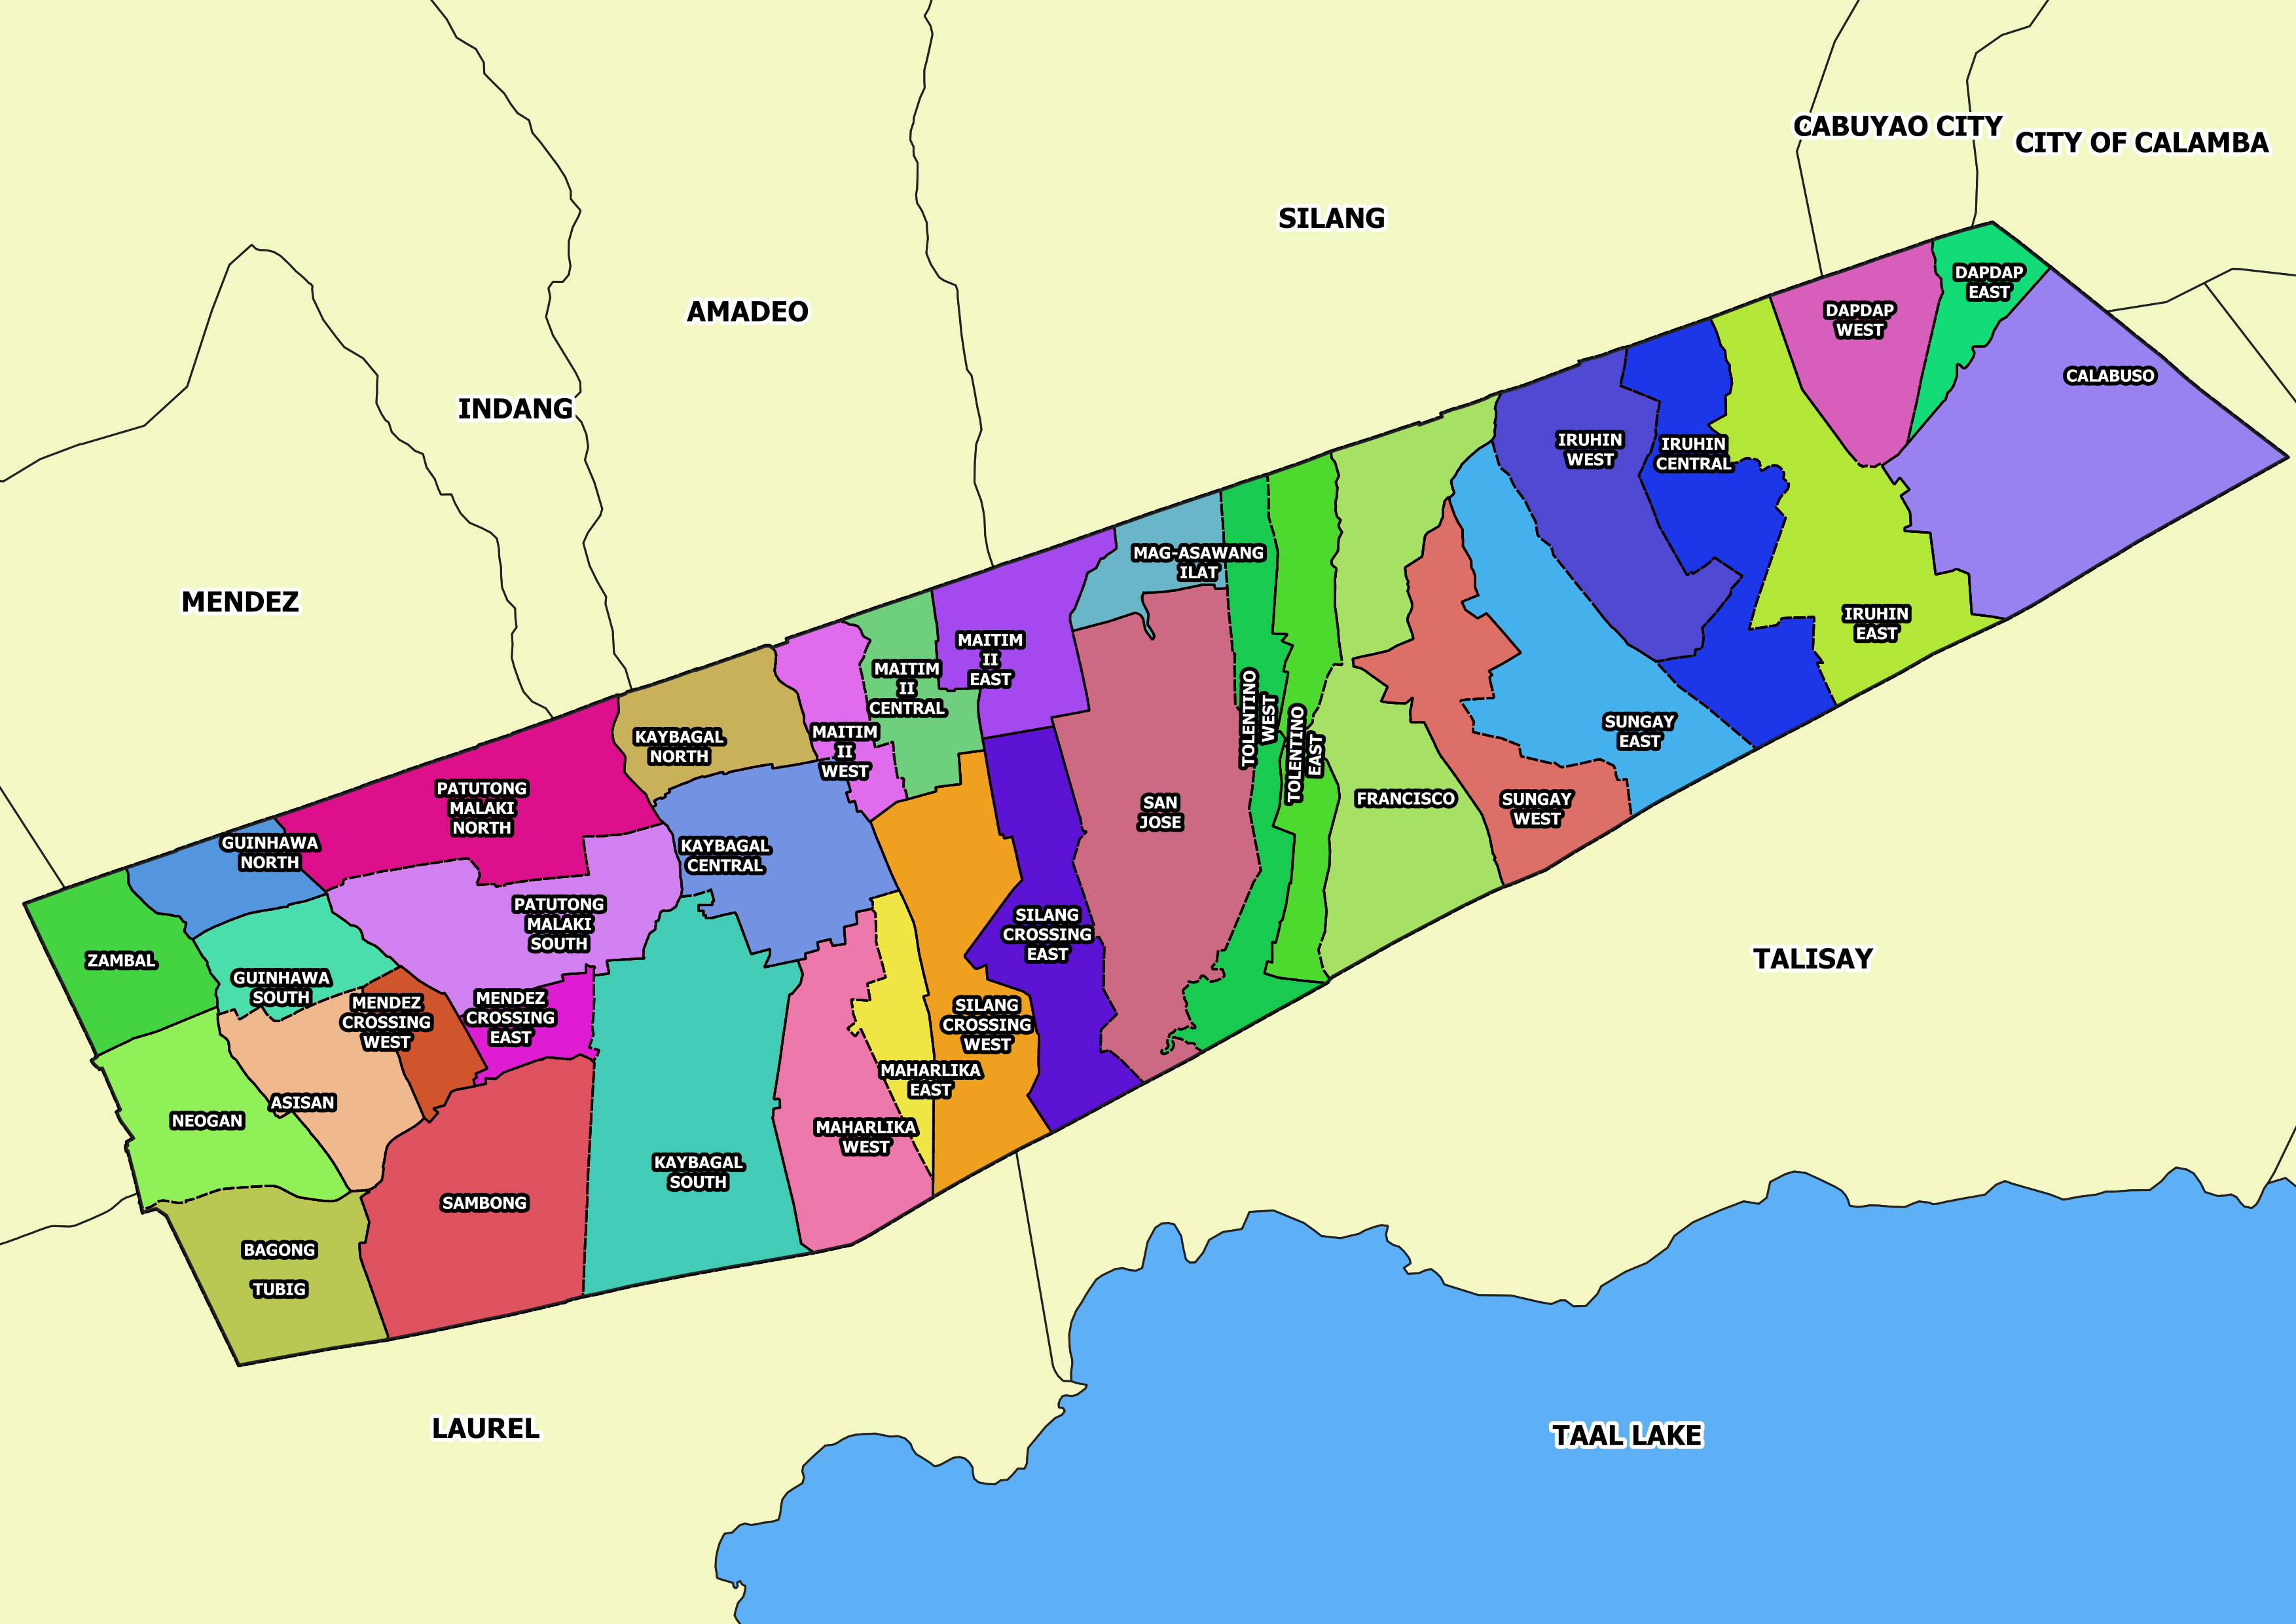 CABUYAO CITY
CITY OF CALAMBA
SILANG
AMADEO
INDANG
MENDEZ
DAPDAP
EAST
DAPDAP
WEST
CALABUSO
IRUHIN
WEST
IRUHIN
CENTRAL
IRUHIN
EAST
MAG-ASAWANG
ILAT
MAITIM
II
EAST
MAITIM
II
CENTRAL
MAITIM
II
WEST
KAYBAGAL
NORTH
TOLENTINO
WEST
TOLENTINO
EAST
SUNGAY
EAST
SUNGAY
WEST
FRANCISCO
SAN
JOSE
PATUTONG
MALAKI
NORTH
GUINHAWA
NORTH
KAYBAGAL
CENTRAL
PATUTONG
MALAKI
SOUTH
SILANG
CROSSING
EAST
ZAMBAL
GUINHAWA
SOUTH
MENDEZ
CROSSING
WEST
MENDEZ
CROSSING
EAST
SILANG
CROSSING
WEST
MAHARLIKA
EAST
MAHARLIKA
WEST
ASISAN
NEOGAN
KAYBAGAL
SOUTH
SAMBONG
BAGONG
TUBIG
TALISAY
LAUREL
TAAL LAKE